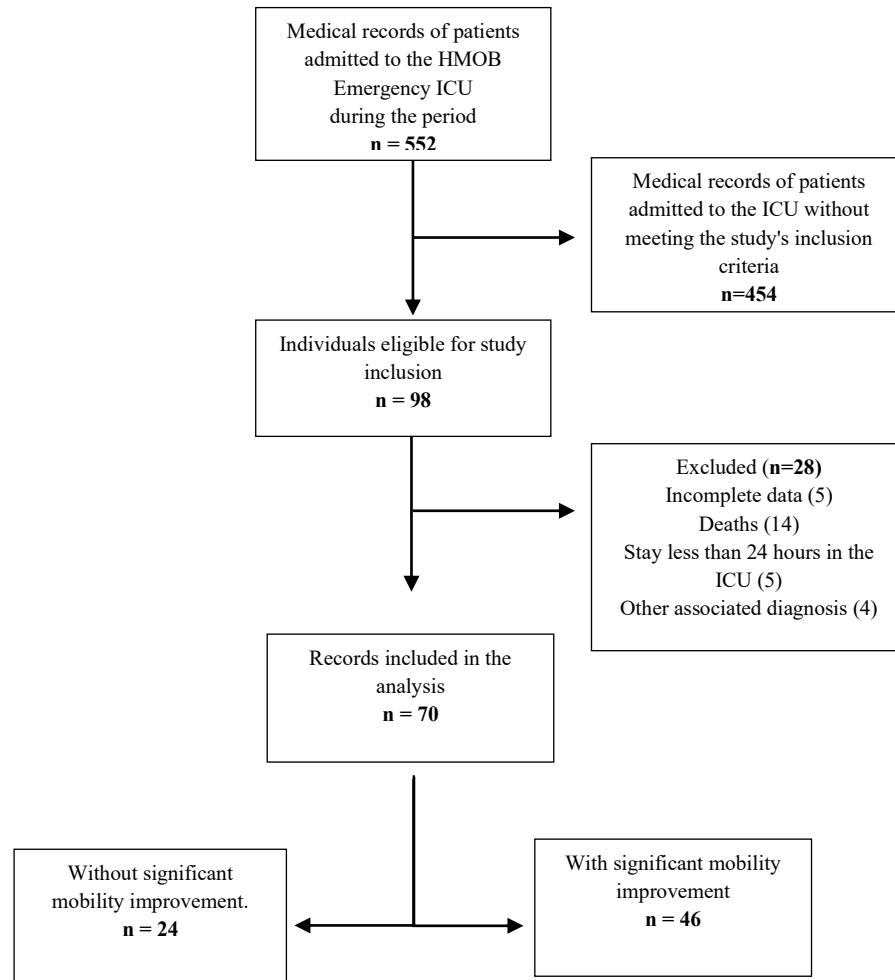 Medical records of patients
admitted to the HMOB
Emergency ICU
during the period
n = 552
Medical records of patients
admitted to the ICU without
meeting the study's inclusion
criteria
n=454
Individuals eligible for study
inclusion
n = 98
Excluded (n=28)
Incomplete data (5)
Deaths (14)
Stay less than 24 hours in the
ICU (5)
Other associated diagnosis (4)
Records included in the
analysis
n = 70
Without significant
mobility improvement.
n = 24
With significant mobility
improvement
n = 46